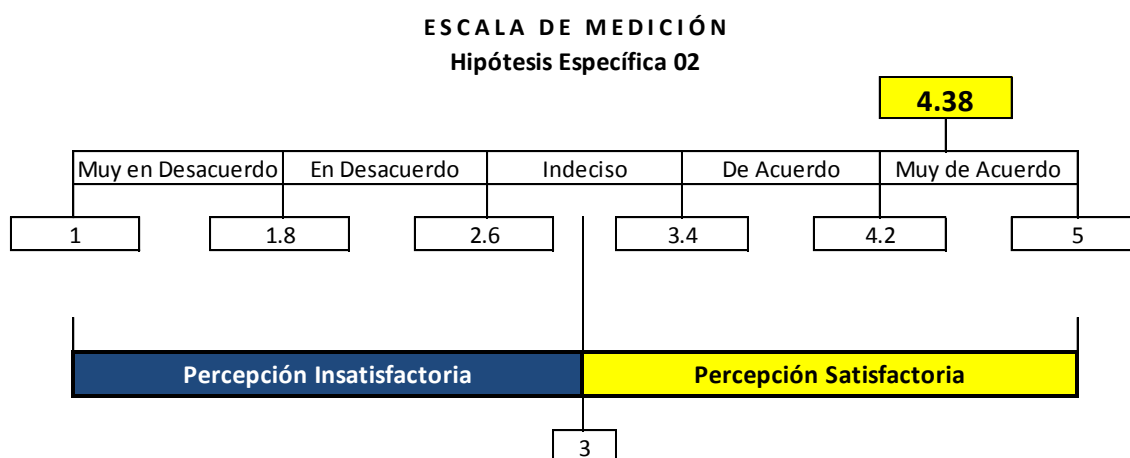 ESCALA DE MEDICIÓN
Hipótesis Específica 02
4.38
Muy en Desacuerdo En Desacuerdo Indeciso De Acuerdo Muy de Acuerdo
1 1.8 2.6 3.4 4.2 5
Percepción Insatisfactoria Percepción Satisfactoria
3